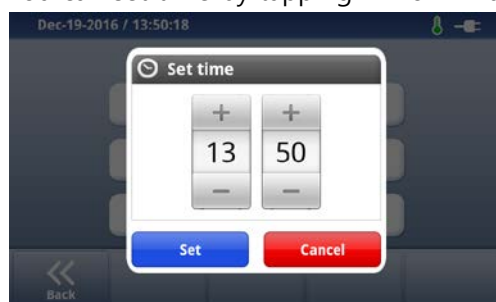 Dec-19-2016 / 13:50:18
Set time
+ +
13 50
− −
Set Cancel
Back